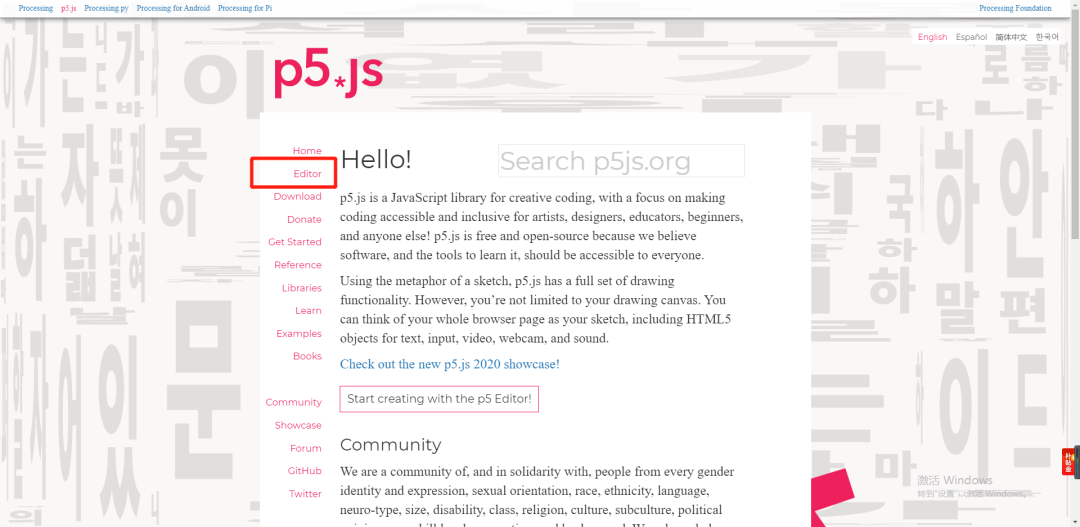 Processing p5.js Processing.py Processing for Android Processing for Pi Processing Foundation
English Español 简体中文 한국어
p5*js
Home
Editor
Download
Donate
Get Started
Reference
Libraries
Learn
Examples
Books
Community
Showcase
Forum
GitHub
Twitter
Hello!
Search p5js.org
p5.js is a JavaScript library for creative coding, with a focus on making
coding accessible and inclusive for artists, designers, educators, beginners,
and anyone else! p5.js is free and open-source because we believe
software, and the tools to learn it, should be accessible to everyone.
Using the metaphor of a sketch, p5.js has a full set of drawing
functionality. However, you’re not limited to your drawing canvas. You
can think of your whole browser page as your sketch, including HTML5
objects for text, input, video, webcam, and sound.
Check out the new p5.js 2020 showcase!
Start creating with the p5 Editor!
Community
We are a community of, and in solidarity with, people from every gender
identity and expression, sexual orientation, race, ethnicity, language,
neuro-type, size, disability, class, religion, culture, subculture, political
补贴金
激活 Windows
转到"设置"以激活 Windows。